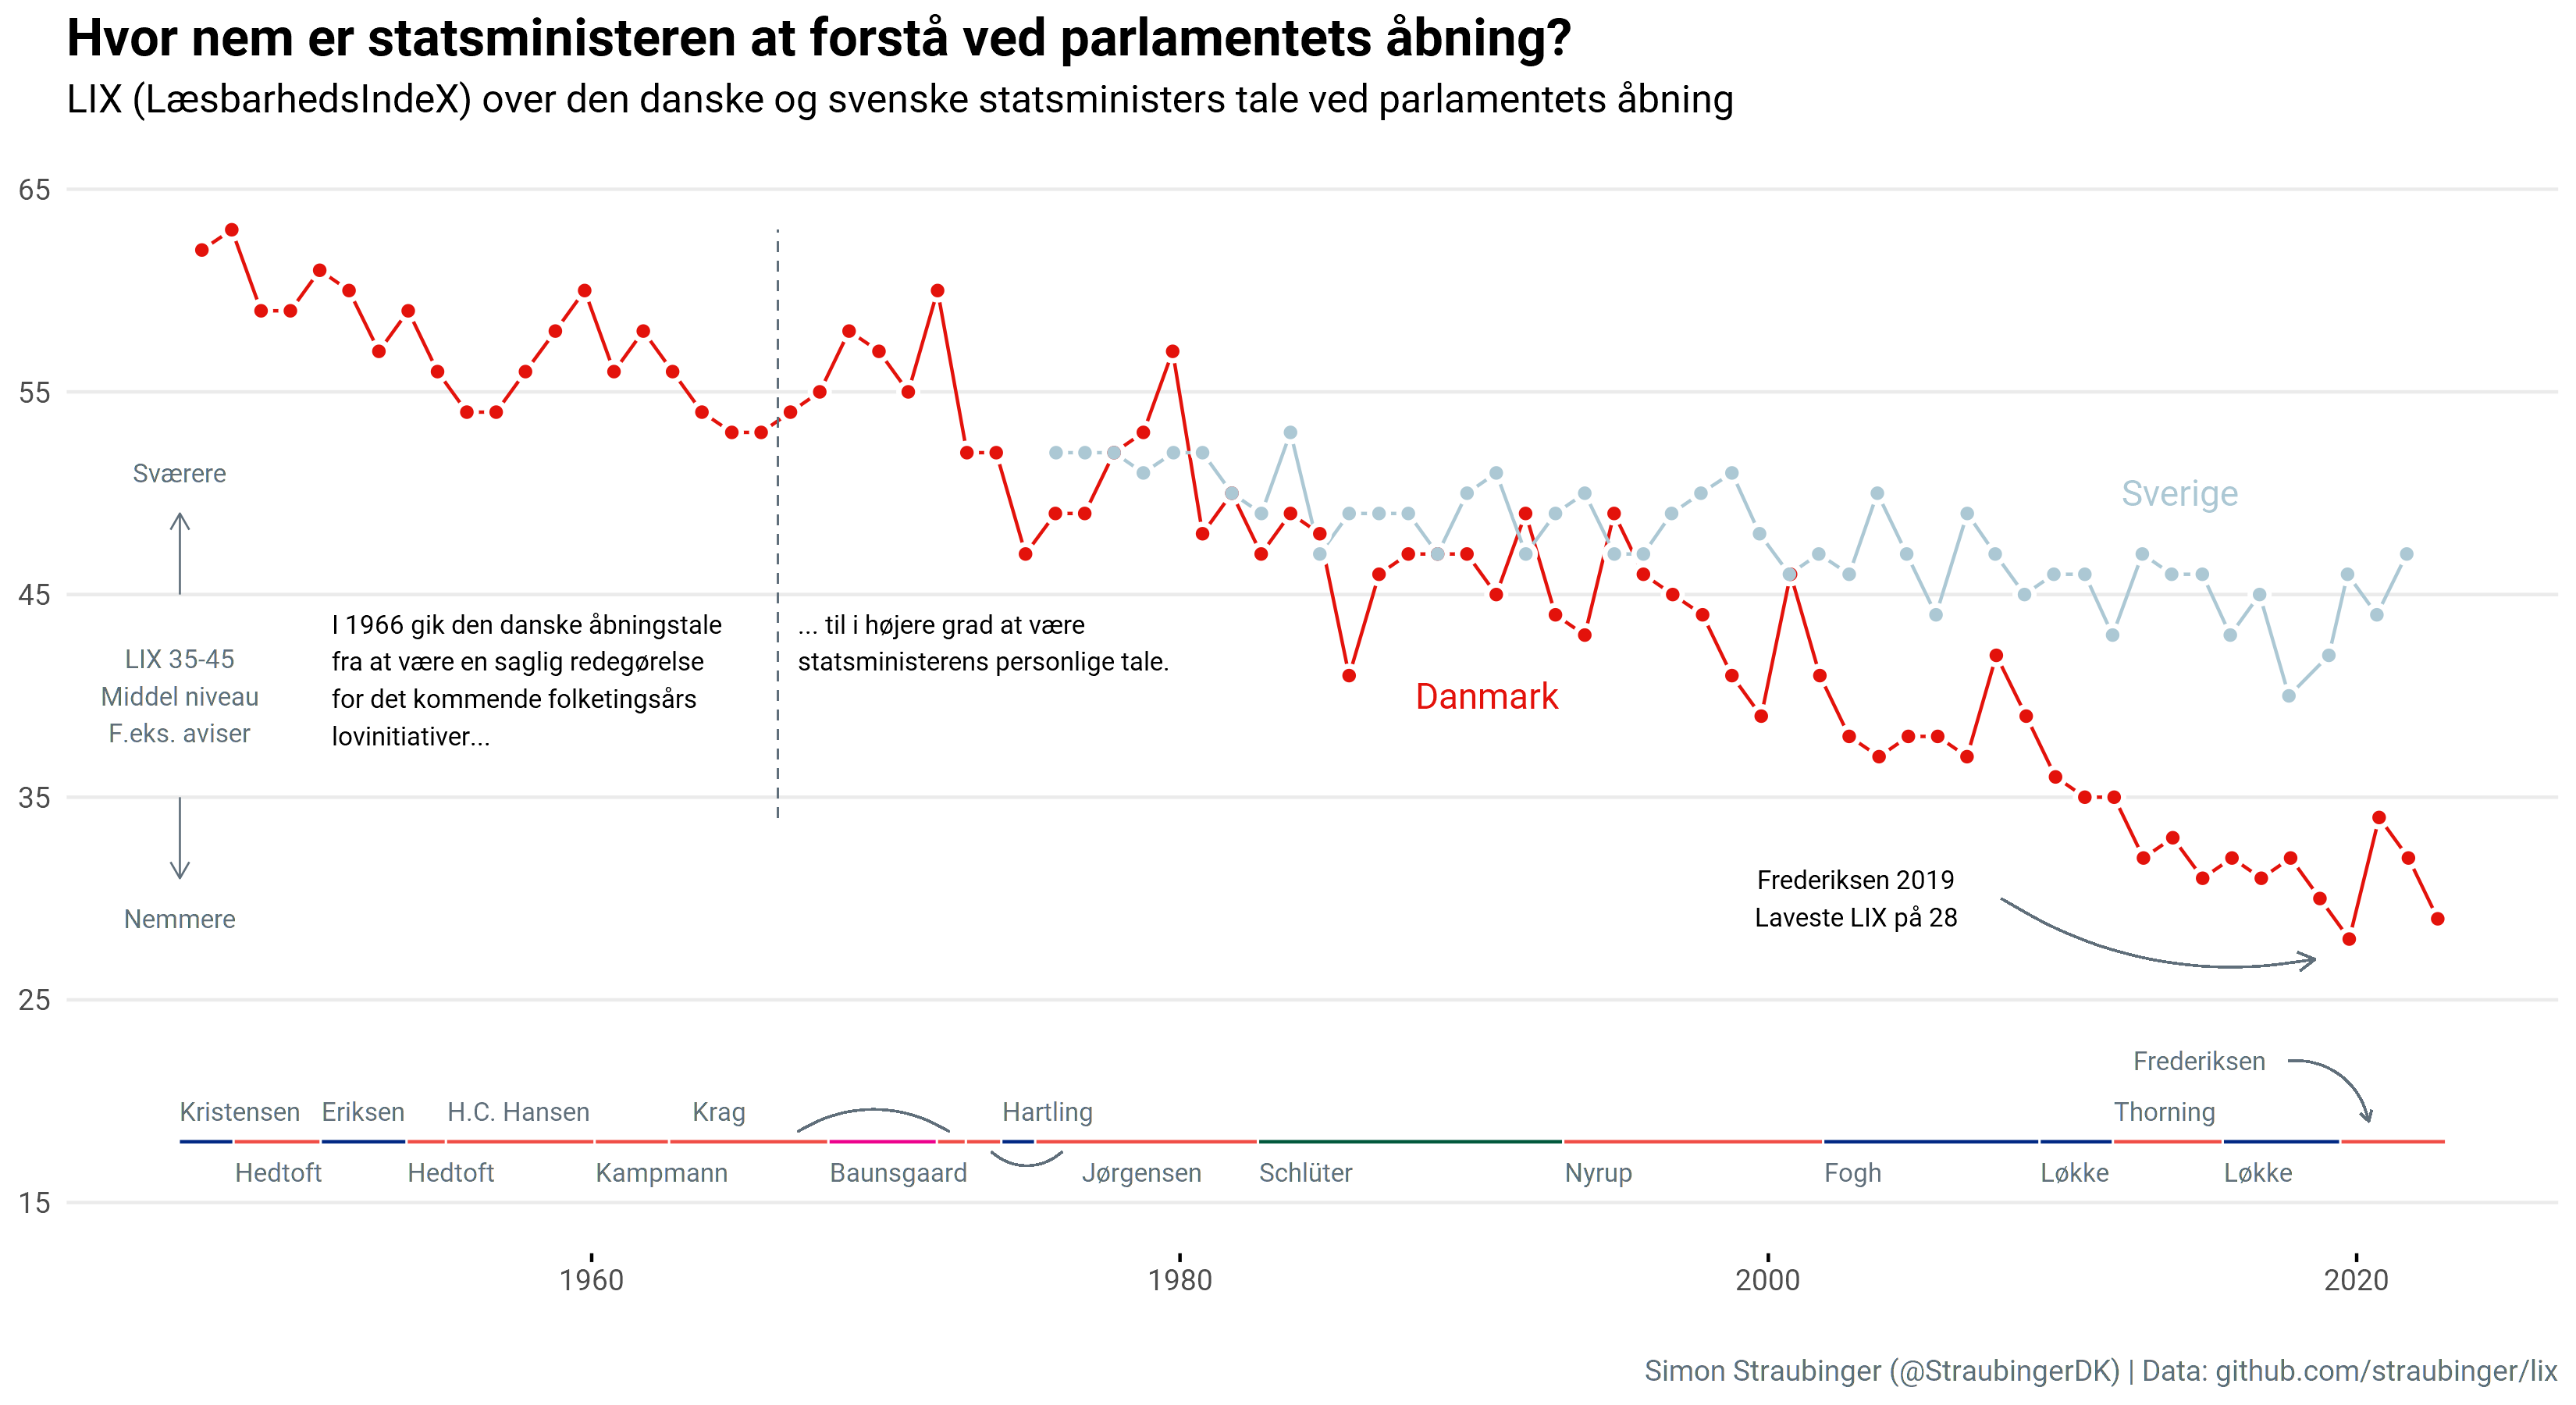 Hvor nem er statsministeren at forstå ved parlamentets åbning?
LIX (LæsbarhedsIndeX) over den danske og svenske statsministers tale ved parlamentets åbning
65
55
45
35
25
15
Sværere
LIX 35-45
Middel niveau
F.eks. aviser
Nemmere
I 1966 gik den danske åbningstale
fra at være en saglig redegørelse
for det kommende folketingsårs
lovinitiativer...
... til i højere grad at være
statsministerens personlige tale.
Sverige
Danmark
Frederiksen 2019
Laveste LIX på 28
Frederiksen
Kristensen Eriksen H.C. Hansen Krag Hartling Thorning
Hedtoft Hedtoft Kampmann Baunsgaard Jørgensen Schlüter Nyrup Fogh Løkke Løkke
1960 1980 2000 2020
Simon Straubinger (@StraubingerDK) | Data: github.com/straubinger/lix